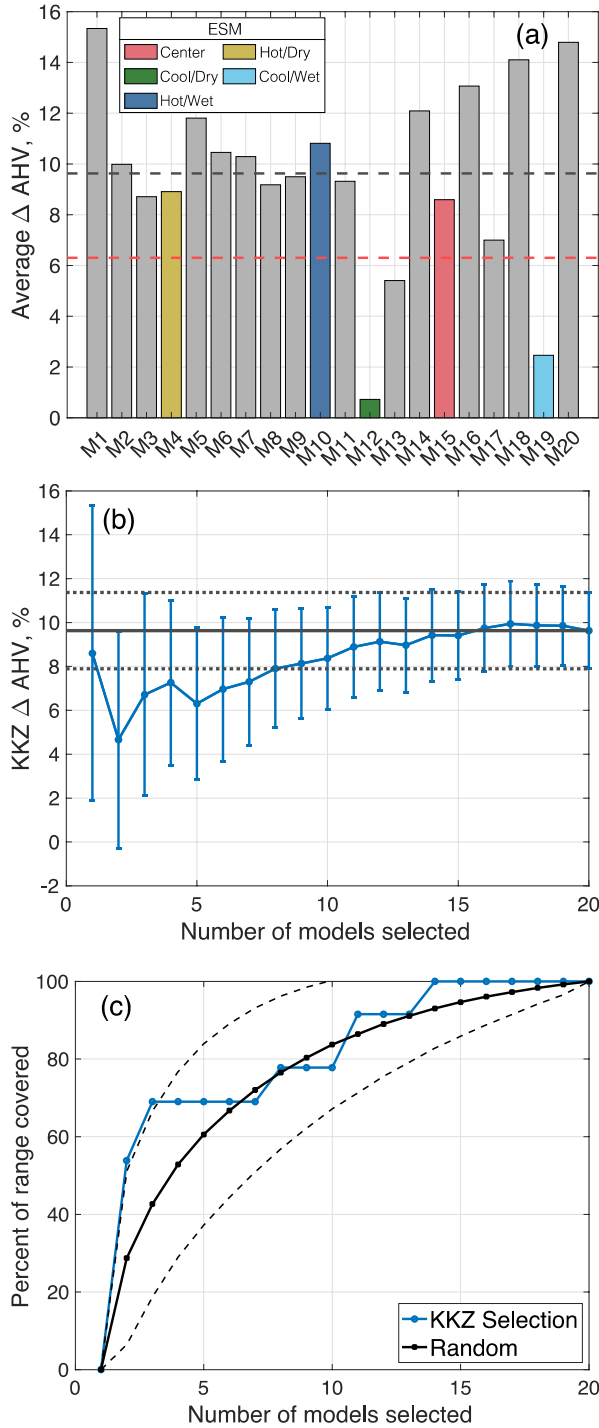 (a)
ESM
Center Hot/Dry
Cool/Dry Cool/Wet
Hot/Wet
16
14
12
10
8
6
4
2
0
Average Δ AHV, %
M1 M2 M3 M4 M5 M6 M7 M8 M9 M10 M11 M12 M13 M14 M15 M16 M17 M18 M19 M20
(b)
16
14
12
10
8
6
4
2
0
-2
KKZ Δ AHV, %
0 5 10 15 20
Number of models selected
(c)
100
80
60
40
20
0
Percent of range covered
KKZ Selection
Random
0 5 10 15 20
Number of models selected